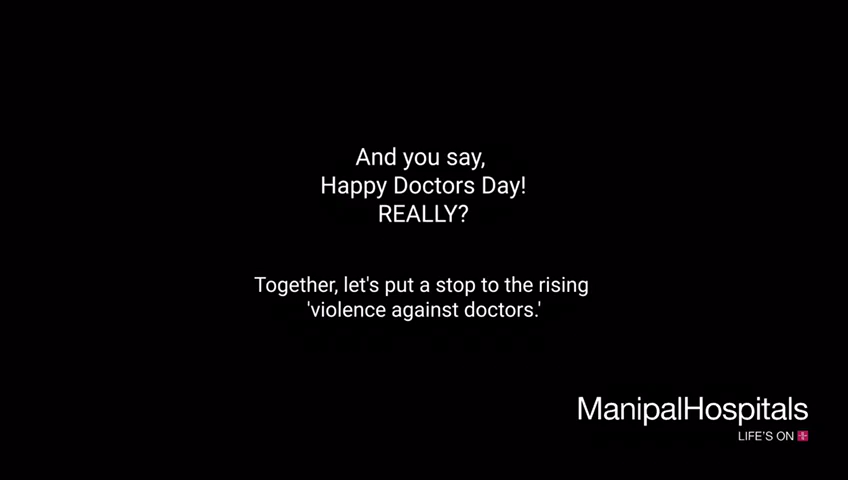 And you say,
Happy Doctors Day!
REALLY?
Together, let's put a stop to the rising
'violence against doctors.'
ManipalHospitals
LIFE'S ON